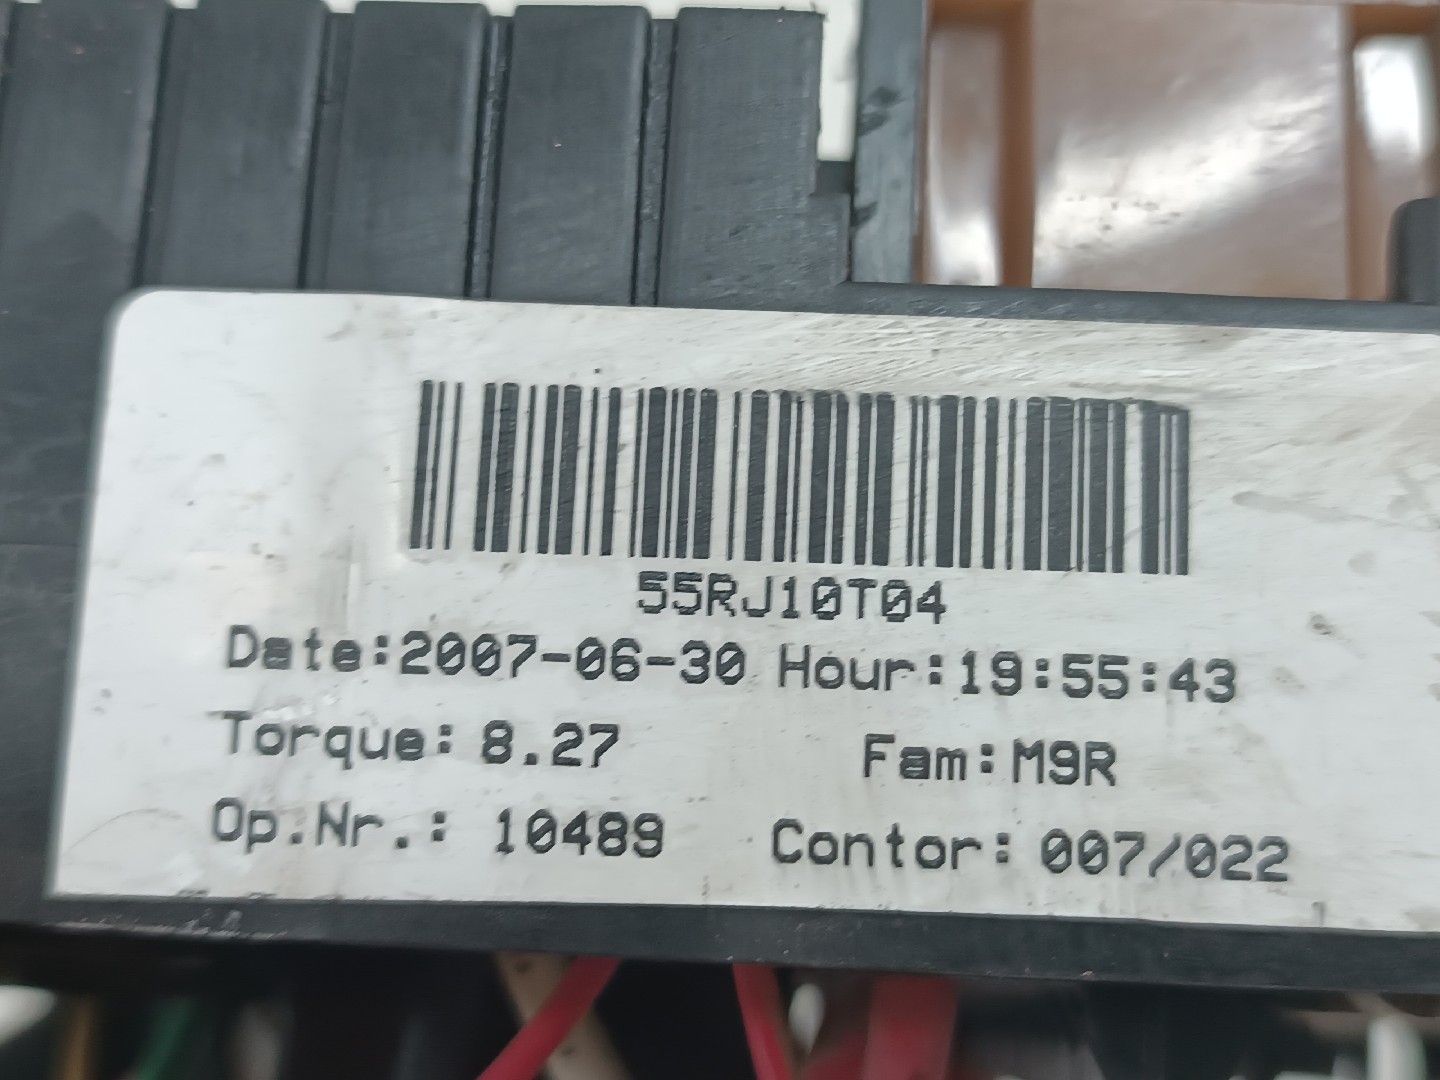 55RJ10T04
Date:2007-06-30 Hour:19:55:43
Torque: 8.27 Fam:M9R
Op.Nr.: 10489 Contor: 007/022